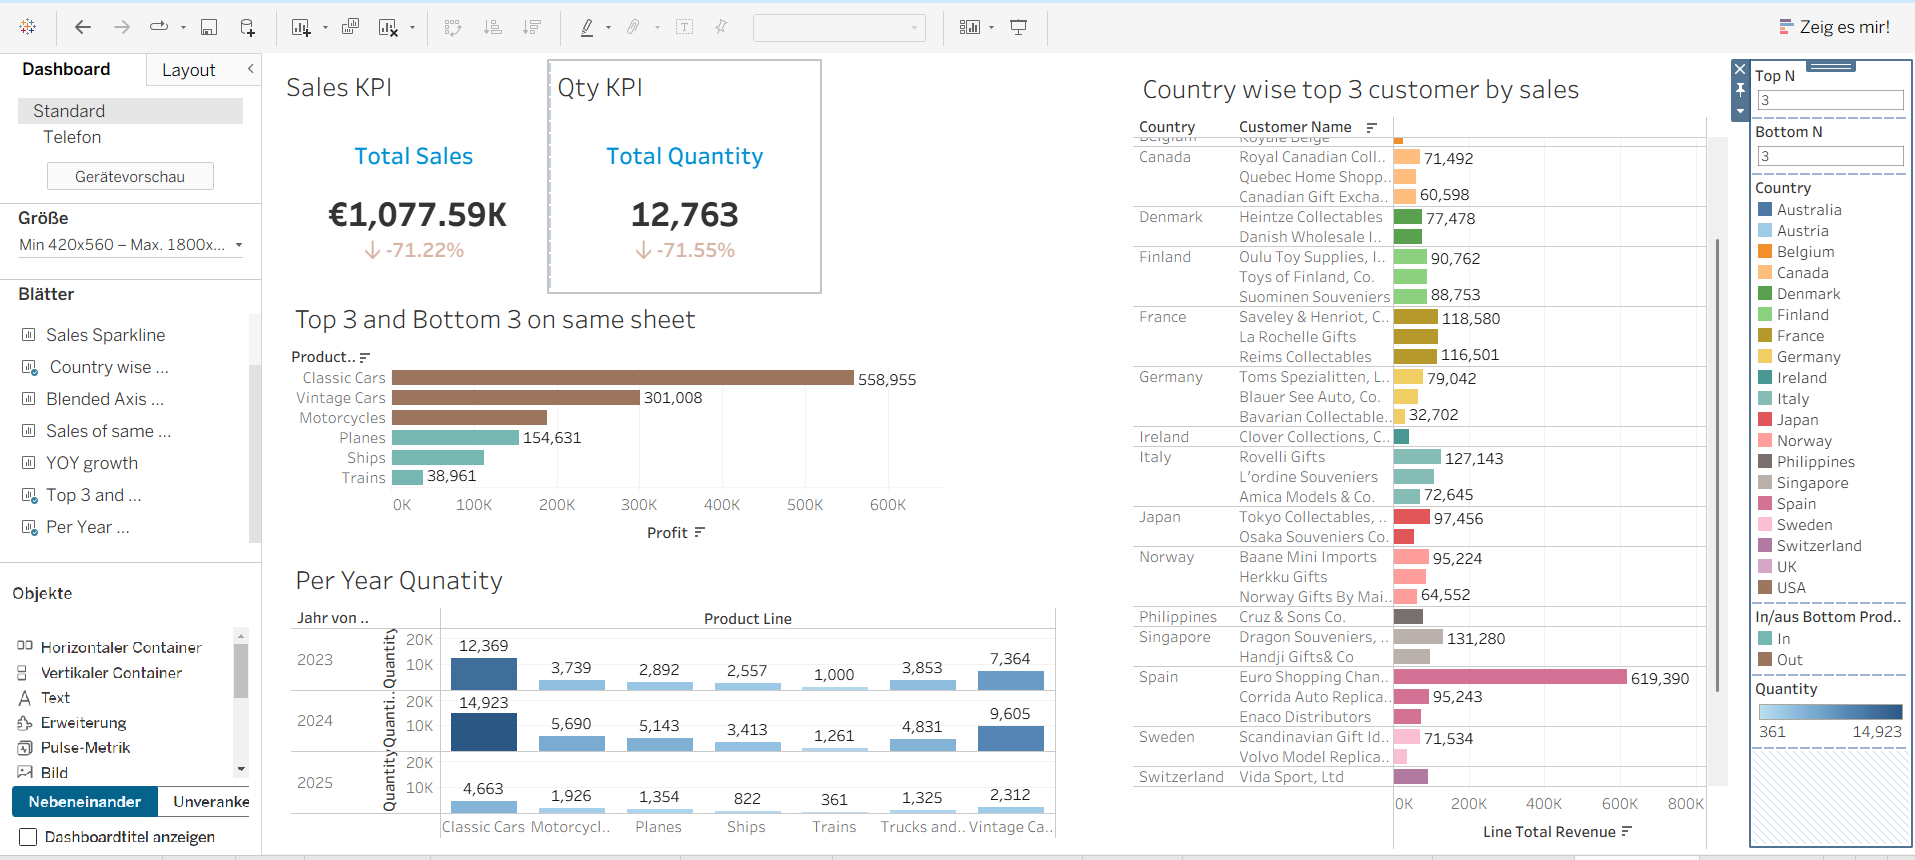 Zeig es mir!
Dashboard
Layout
Standard
Telefon
Gerätevorschau
Größe
Min 420x560 – Max. 1800x...
Blätter
Sales Sparkline
Country wise ...
Blended Axis ...
Sales of same ...
YOY growth
Top 3 and ...
Per Year ...
Objekte
Horizontaler Container
Vertikaler Container
Text
Erweiterung
Pulse-Metrik
Bild
Nebeneinander
Unveranke
Dashboardtitel anzeigen
Sales KPI
Total Sales
€1,077.59K
↓ -71.22%
Qty KPI
Total Quantity
12,763
↓ -71.55%
Top 3 and Bottom 3 on same sheet
Product..
Classic Cars 558,955
Vintage Cars 301,008
Motorcycles
Planes 154,631
Ships
Trains 38,961
0K 100K 200K 300K 400K 500K 600K
Profit
Per Year Qunatity
Jahr von ..
Product Line
2023 Quantity 20K 10K 12,369 3,739 2,892 2,557 1,000 3,853 7,364
2024 Quanti.. 20K 10K 14,923 5,690 5,143 3,413 1,261 4,831 9,605
2025 Quantity 20K 10K 4,663 1,926 1,354 822 361 1,325 2,312
Classic Cars Motorcycl.. Planes Ships Trains Trucks and.. Vintage Ca..
Country wise top 3 customer by sales
Country Customer Name
Belgium Royale Belge
Canada Royal Canadian Coll.. 71,492
Quebec Home Shopp..
Canadian Gift Excha.. 60,598
Denmark Heintze Collectables 77,478
Danish Wholesale I..
Finland Oulu Toy Supplies, I.. 90,762
Toys of Finland, Co.
Suominen Souveniers 88,753
France Saveley & Henriot, C.. 118,580
La Rochelle Gifts
Reims Collectables 116,501
Germany Toms Spezialitten, L.. 79,042
Blauer See Auto, Co.
Bavarian Collectable.. 32,702
Ireland Clover Collections, C..
Italy Rovelli Gifts 127,143
L'ordine Souveniers
Amica Models & Co. 72,645
Japan Tokyo Collectables, .. 97,456
Osaka Souveniers Co.
Norway Baane Mini Imports 95,224
Herkku Gifts
Norway Gifts By Mai.. 64,552
Philippines Cruz & Sons Co.
Singapore Dragon Souveniers, .. 131,280
Handji Gifts& Co
Spain Euro Shopping Chan.. 619,390
Corrida Auto Replica.. 95,243
Enaco Distributors
Sweden Scandinavian Gift Id.. 71,534
Volvo Model Replica..
Switzerland Vida Sport, Ltd
0K 200K 400K 600K 800K
Line Total Revenue
Top N
3
Bottom N
3
Country
Australia
Austria
Belgium
Canada
Denmark
Finland
France
Germany
Ireland
Italy
Japan
Norway
Philippines
Singapore
Spain
Sweden
Switzerland
UK
USA
In/aus Bottom Prod..
In
Out
Quantity
361 14,923